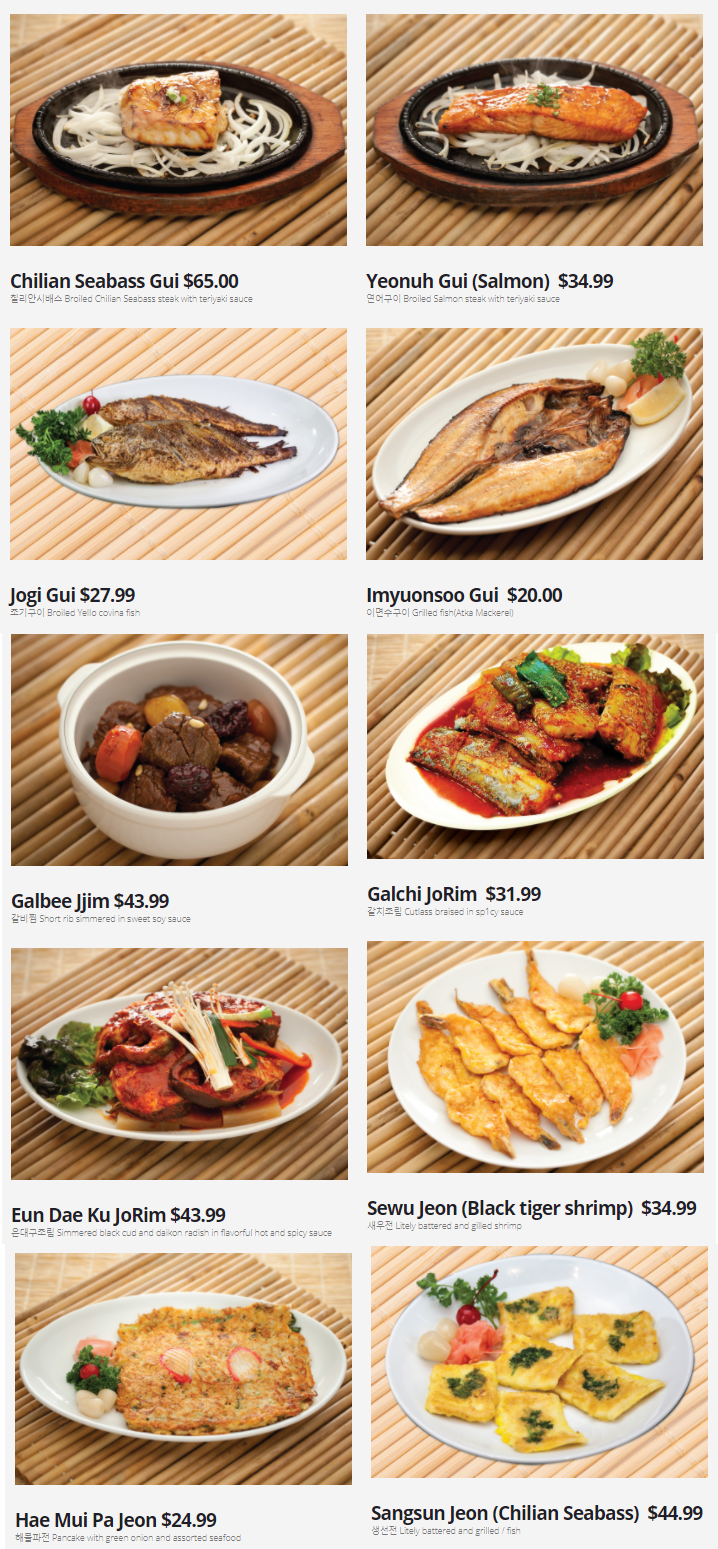 Chilian Seabass Gui $65.00
칠리안시배스 Broiled Chilian Seabass steak with teriyaki sauce
Yeonuh Gui (Salmon) $34.99
연어구이 Broiled Salmon steak with teriyaki sauce
Jogi Gui $27.99
조기구이 Broiled Yello covina fish
Imyuonsoo Gui $20.00
이면수구이 Grilled fish(Atka Mackerel)
Galbee Jjim $43.99
갈비찜 Short rib simmered in sweet soy sauce
Galchi JoRim $31.99
갈치조림 Cutlass braised in sp1cy sauce
Eun Dae Ku JoRim $43.99
은대구조림 Simmered black cud and daikon radish in flavorful hot and spicy sauce
Sewu Jeon (Black tiger shrimp) $34.99
새우전 Litely battered and gilled shrimp
Hae Mui Pa Jeon $24.99
해물파전 Pancake with green onion and assorted seafood
Sangsun Jeon (Chilian Seabass) $44.99
생선전 Litely battered and grilled / fish